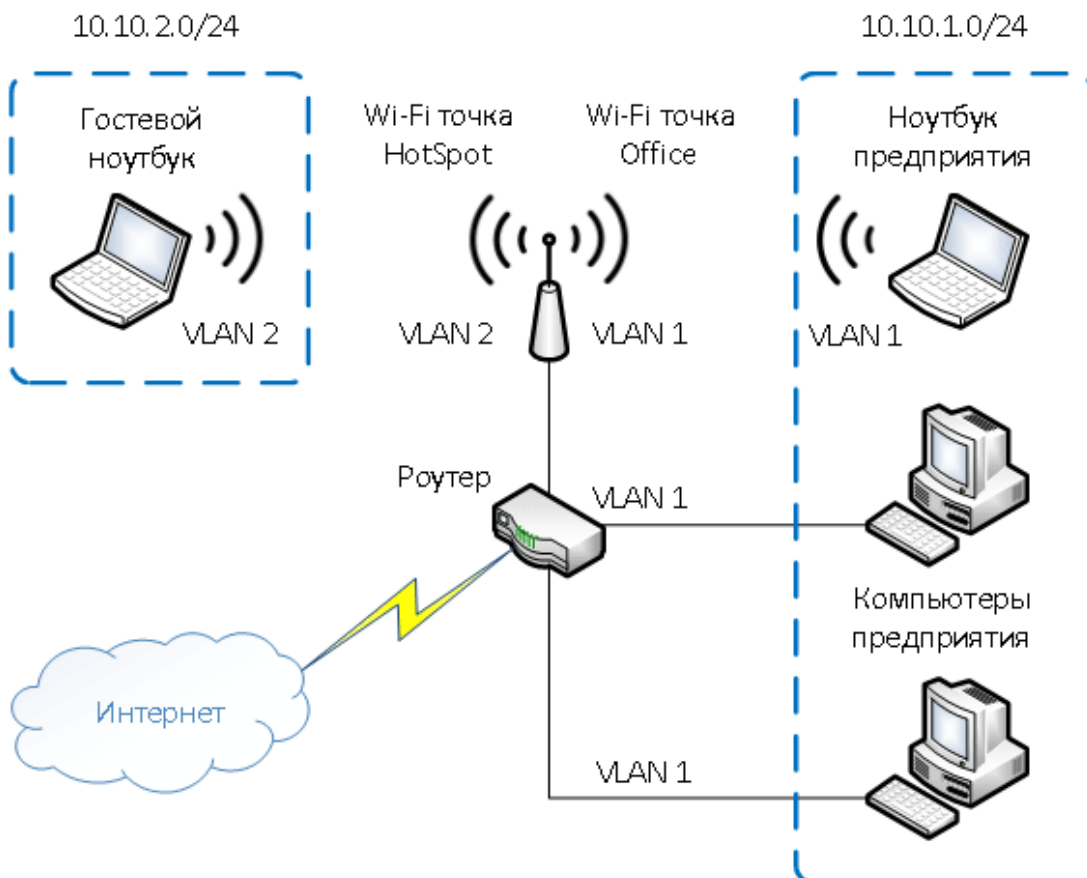 10.10.2.0/24
10.10.1.0/24
Гостевой
ноутбук
Wi-Fi точка
HotSpot
Wi-Fi точка
Office
Ноутбук
предприятия
VLAN 2
VLAN 2
VLAN 1
VLAN 1
Роутер
VLAN 1
Компьютеры
предприятия
Интернет
VLAN 1